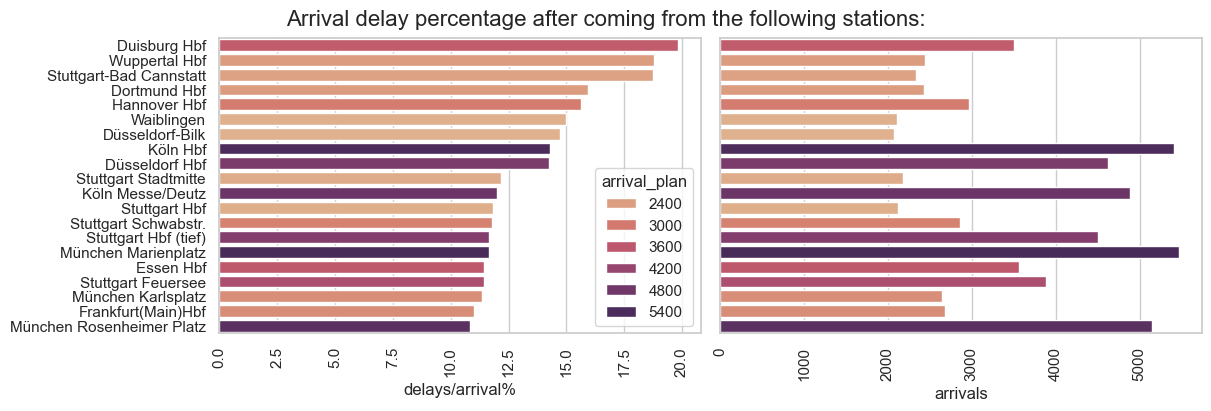 Arrival delay percentage after coming from the following stations:
Duisburg Hbf
Wuppertal Hbf
Stuttgart-Bad Cannstatt
Dortmund Hbf
Hannover Hbf
Waiblingen
Düsseldorf-Bilk
Köln Hbf
Düsseldorf Hbf
Stuttgart Stadtmitte
Köln Messe/Deutz
Stuttgart Hbf
Stuttgart Schwabstr.
Stuttgart Hbf (tief)
München Marienplatz
Essen Hbf
Stuttgart Feuersee
München Karlsplatz
Frankfurt(Main)Hbf
München Rosenheimer Platz
arrival_plan
2400
3000
3600
4200
4800
5400
0.0 2.5 5.0 7.5 10.0 12.5 15.0 17.5 20.0
delays/arrival%
0 1000 2000 3000 4000 5000
arrivals